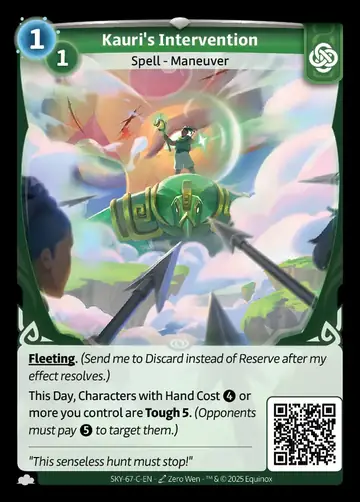 1
1
Kauri's Intervention
Spell - Maneuver
Fleeting. (Send me to Discard instead of Reserve after my
effect resolves.)
This Day, Characters with Hand Cost 4 or
more you control are Tough 5. (Opponents
must pay 5 to target them.)
"This senseless hunt must stop!"
SKY-67-C-EN - Zero Wen - ™ & © 2025 Equinox